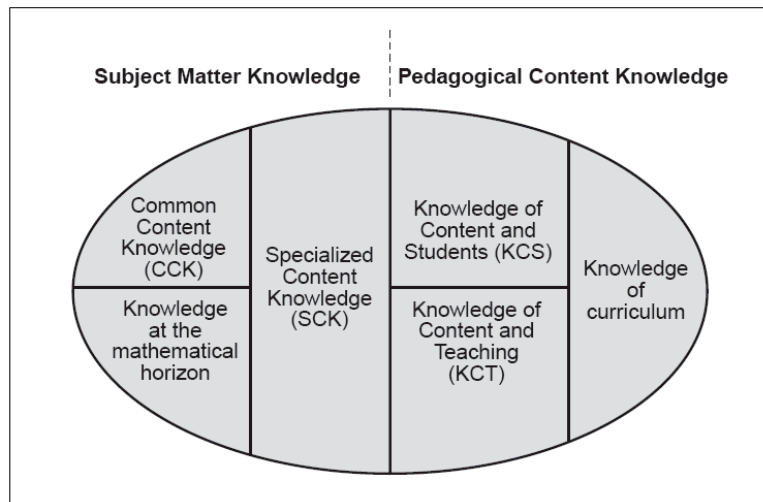 Subject Matter Knowledge
Pedagogical Content Knowledge
Common
Content
Knowledge
(CCK)
Knowledge
at the
mathematical
horizon
Specialized
Content
Knowledge
(SCK)
Knowledge of
Content and
Students (KCS)
Knowledge of
Content and
Teaching
(KCT)
Knowledge
of
curriculum